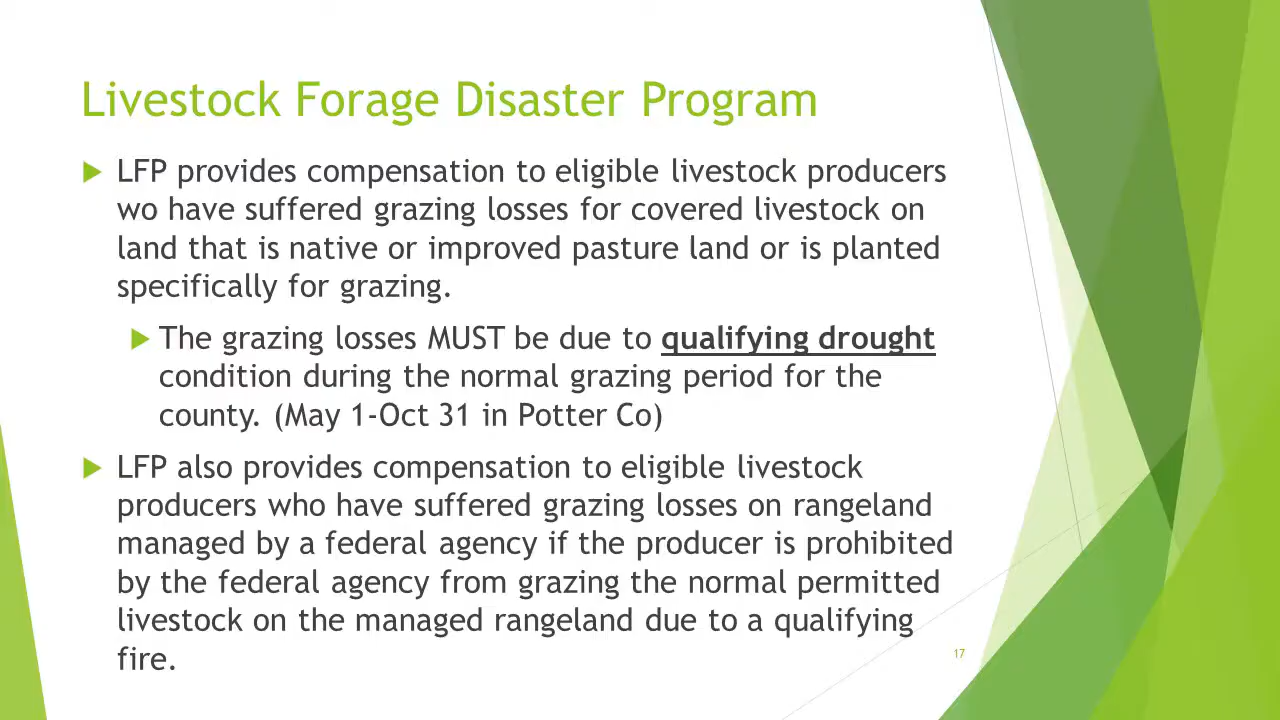 Livestock Forage Disaster Program
LFP provides compensation to eligible livestock producers
wo have suffered grazing losses for covered livestock on
land that is native or improved pasture land or is planted
specifically for grazing.
The grazing losses MUST be due to qualifying drought
condition during the normal grazing period for the
county. (May 1-Oct 31 in Potter Co)
LFP also provides compensation to eligible livestock
producers who have suffered grazing losses on rangeland
managed by a federal agency if the producer is prohibited
by the federal agency from grazing the normal permitted
livestock on the managed rangeland due to a qualifying
fire.
17